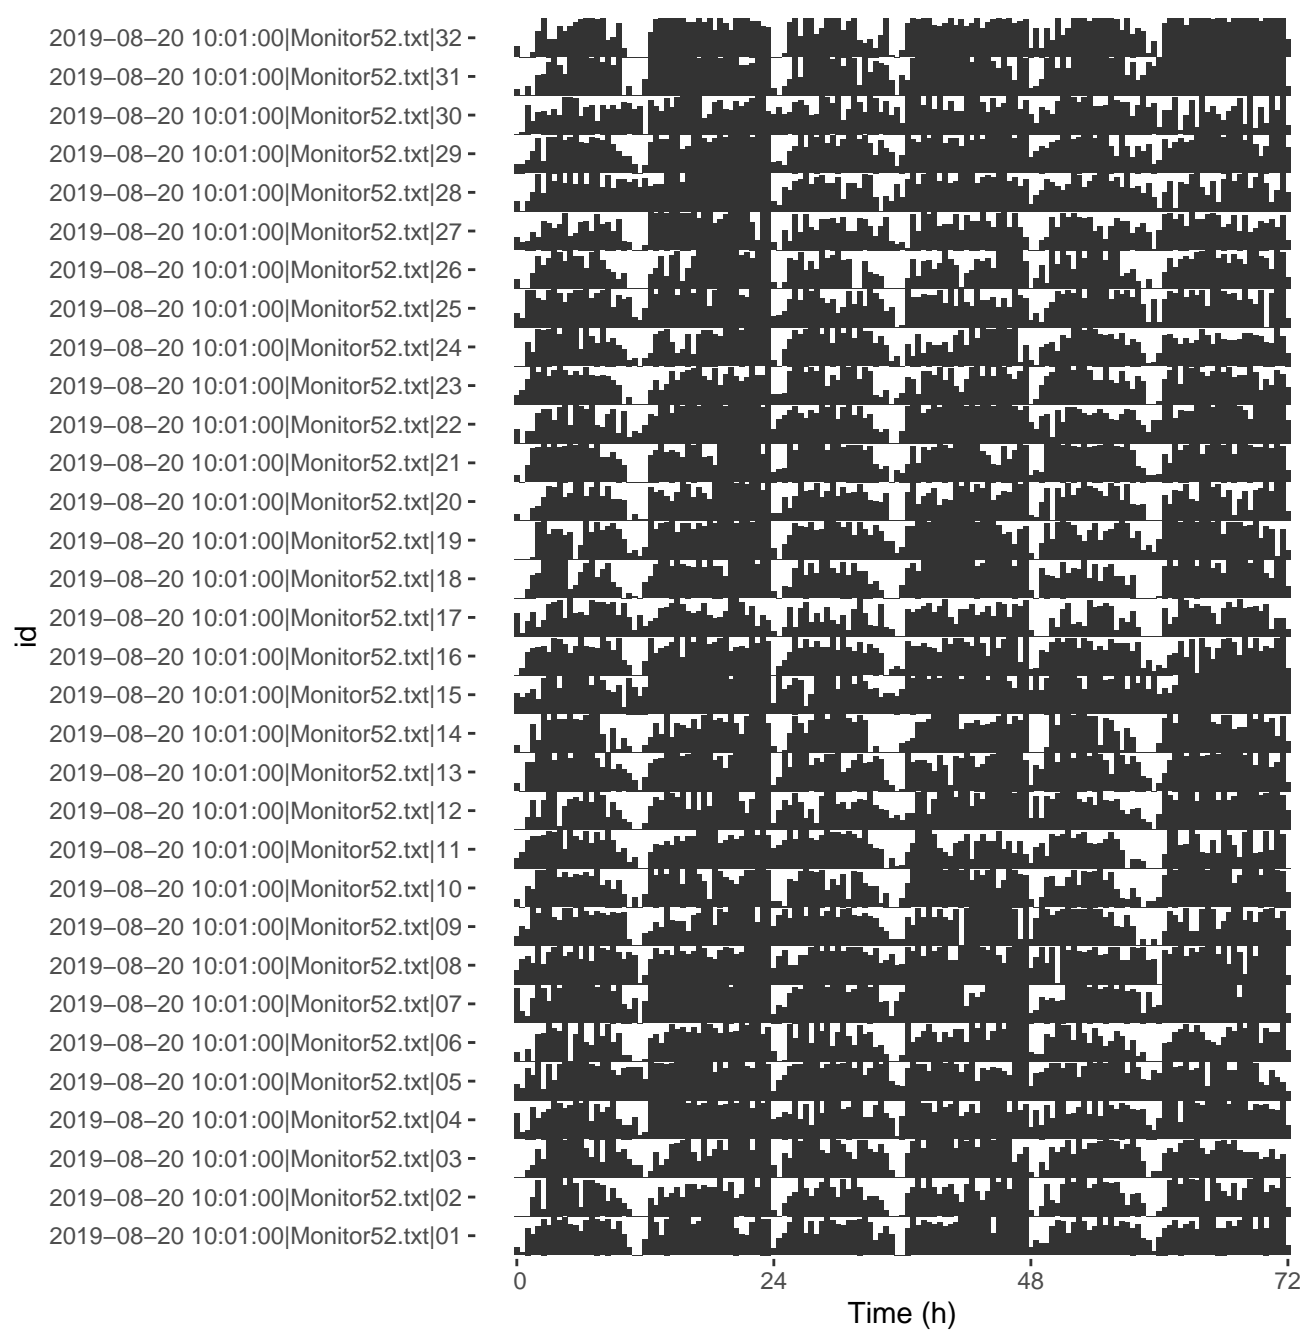 2019–08–20 10:01:00|Monitor52.txt|32
2019–08–20 10:01:00|Monitor52.txt|31
2019–08–20 10:01:00|Monitor52.txt|30
2019–08–20 10:01:00|Monitor52.txt|29
2019–08–20 10:01:00|Monitor52.txt|28
2019–08–20 10:01:00|Monitor52.txt|27
2019–08–20 10:01:00|Monitor52.txt|26
2019–08–20 10:01:00|Monitor52.txt|25
2019–08–20 10:01:00|Monitor52.txt|24
2019–08–20 10:01:00|Monitor52.txt|23
2019–08–20 10:01:00|Monitor52.txt|22
2019–08–20 10:01:00|Monitor52.txt|21
2019–08–20 10:01:00|Monitor52.txt|20
2019–08–20 10:01:00|Monitor52.txt|19
2019–08–20 10:01:00|Monitor52.txt|18
2019–08–20 10:01:00|Monitor52.txt|17
id
2019–08–20 10:01:00|Monitor52.txt|16
2019–08–20 10:01:00|Monitor52.txt|15
2019–08–20 10:01:00|Monitor52.txt|14
2019–08–20 10:01:00|Monitor52.txt|13
2019–08–20 10:01:00|Monitor52.txt|12
2019–08–20 10:01:00|Monitor52.txt|11
2019–08–20 10:01:00|Monitor52.txt|10
2019–08–20 10:01:00|Monitor52.txt|09
2019–08–20 10:01:00|Monitor52.txt|08
2019–08–20 10:01:00|Monitor52.txt|07
2019–08–20 10:01:00|Monitor52.txt|06
2019–08–20 10:01:00|Monitor52.txt|05
2019–08–20 10:01:00|Monitor52.txt|04
2019–08–20 10:01:00|Monitor52.txt|03
2019–08–20 10:01:00|Monitor52.txt|02
2019–08–20 10:01:00|Monitor52.txt|01
0 24 48 72
Time (h)